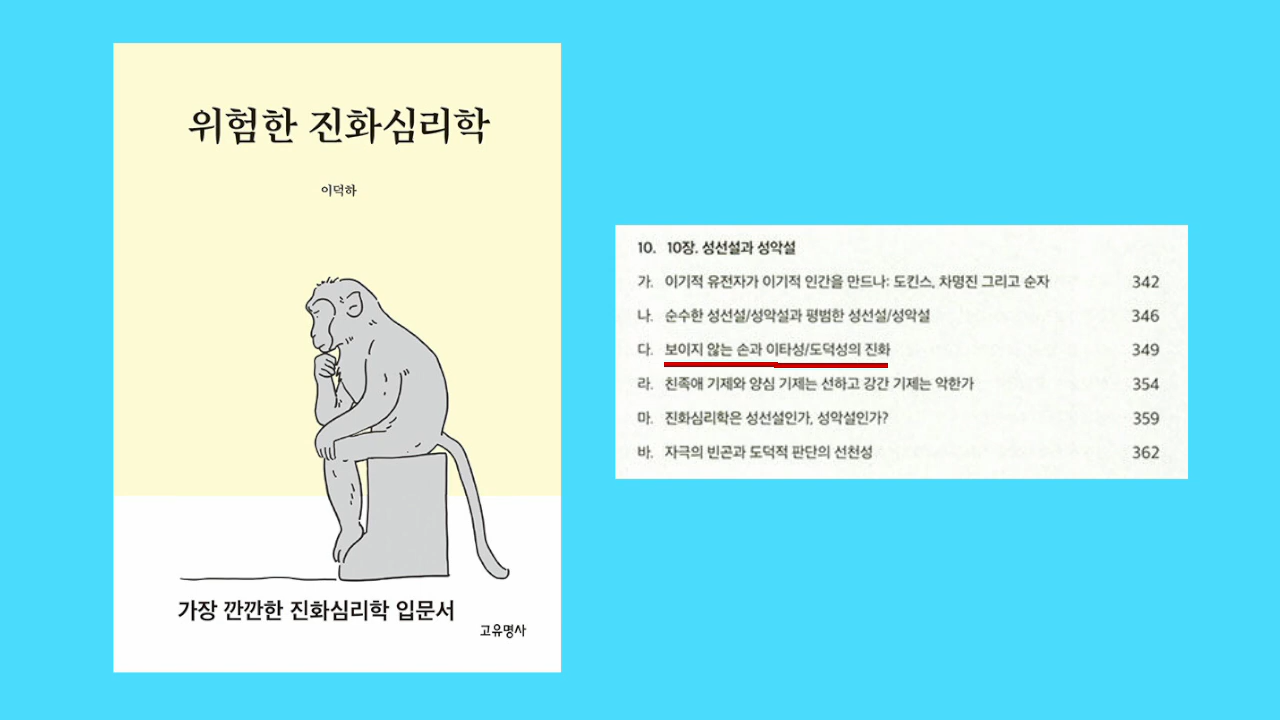 위험한 진화심리학
이덕하
가장 깐깐한 진화심리학 입문서
고유명사
10. 10장. 성선설과 성악설
가. 이기적 유전자가 이기적 인간을 만드나: 도킨스, 차명진 그리고 순자 342
나. 순수한 성선설/성악설과 평범한 성선설/성악설 346
다. 보이지 않는 손과 이타성/도덕성의 진화 349
라. 친족애 기제와 양심 기제는 선하고 강간 기제는 악한가 354
마. 진화심리학은 성선설인가, 성악설인가? 359
바. 자극의 빈곤과 도덕적 판단의 선천성 362